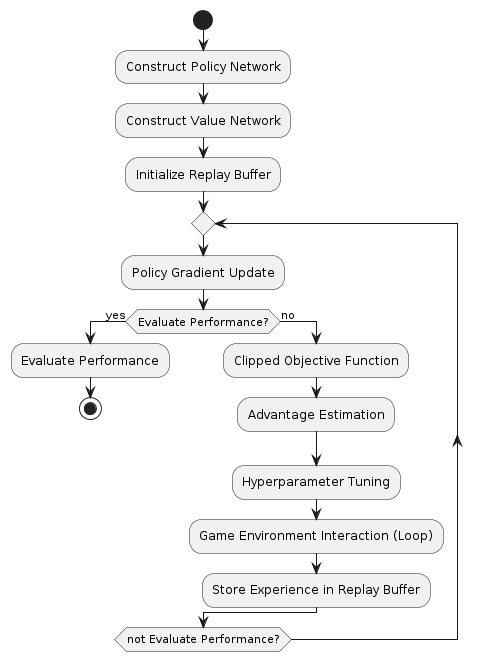 Construct Policy Network
Construct Value Network
Initialize Replay Buffer
Policy Gradient Update
yes
Evaluate Performance?
no
Evaluate Performance
Clipped Objective Function
Advantage Estimation
Hyperparameter Tuning
Game Environment Interaction (Loop)
Store Experience in Replay Buffer
not Evaluate Performance?